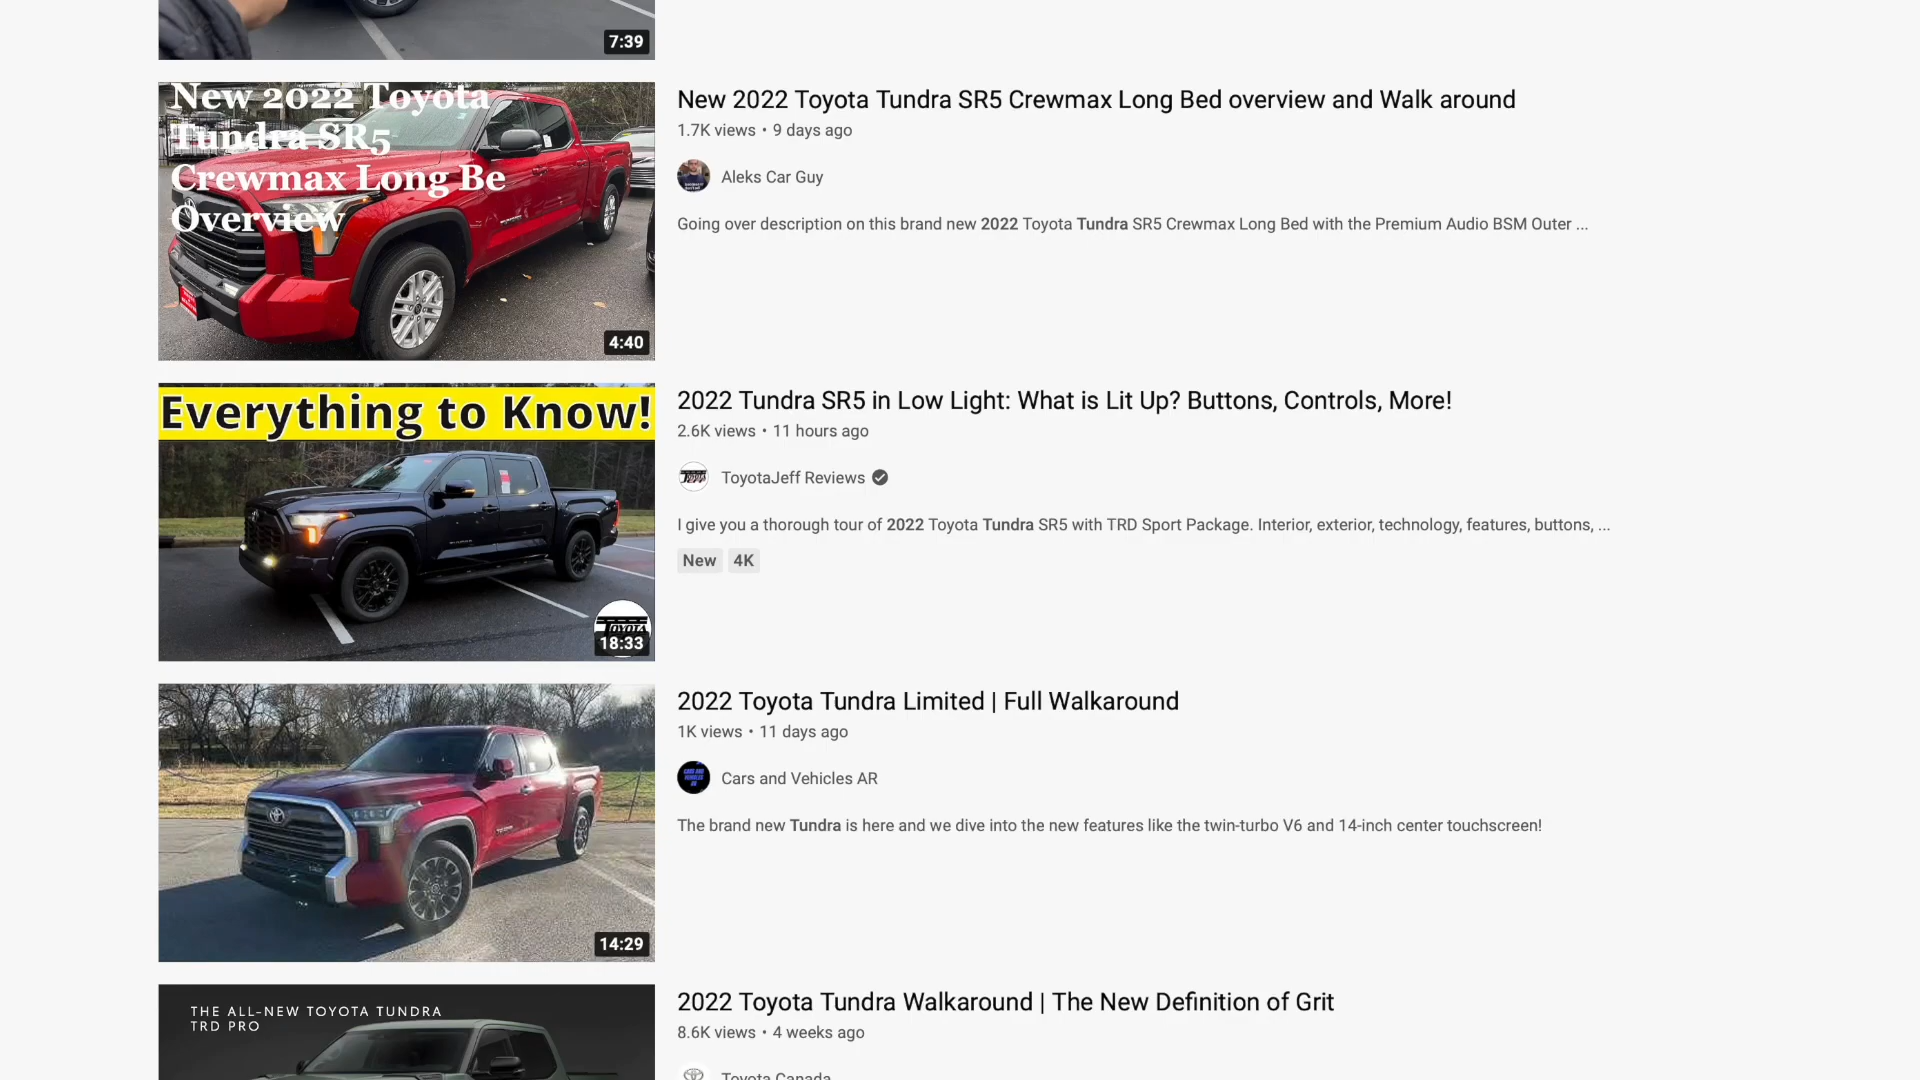 7:39
New 2022 Toyota
Tundra SR5
Crewmax Long Be
Overview
4:40
New 2022 Toyota Tundra SR5 Crewmax Long Bed overview and Walk around
1.7K views • 9 days ago
Aleks Car Guy
Going over description on this brand new 2022 Toyota Tundra SR5 Crewmax Long Bed with the Premium Audio BSM Outer ...
Everything to Know!
TOYOTA
18:33
2022 Tundra SR5 in Low Light: What is Lit Up? Buttons, Controls, More!
2.6K views • 11 hours ago
ToyotaJeff Reviews
I give you a thorough tour of 2022 Toyota Tundra SR5 with TRD Sport Package. Interior, exterior, technology, features, buttons, ...
New 4K
14:29
2022 Toyota Tundra Limited | Full Walkaround
1K views • 11 days ago
Cars and Vehicles AR
The brand new Tundra is here and we dive into the new features like the twin-turbo V6 and 14-inch center touchscreen!
THE ALL-NEW TOYOTA TUNDRA
TRD PRO
2022 Toyota Tundra Walkaround | The New Definition of Grit
8.6K views • 4 weeks ago
Toyota Canada